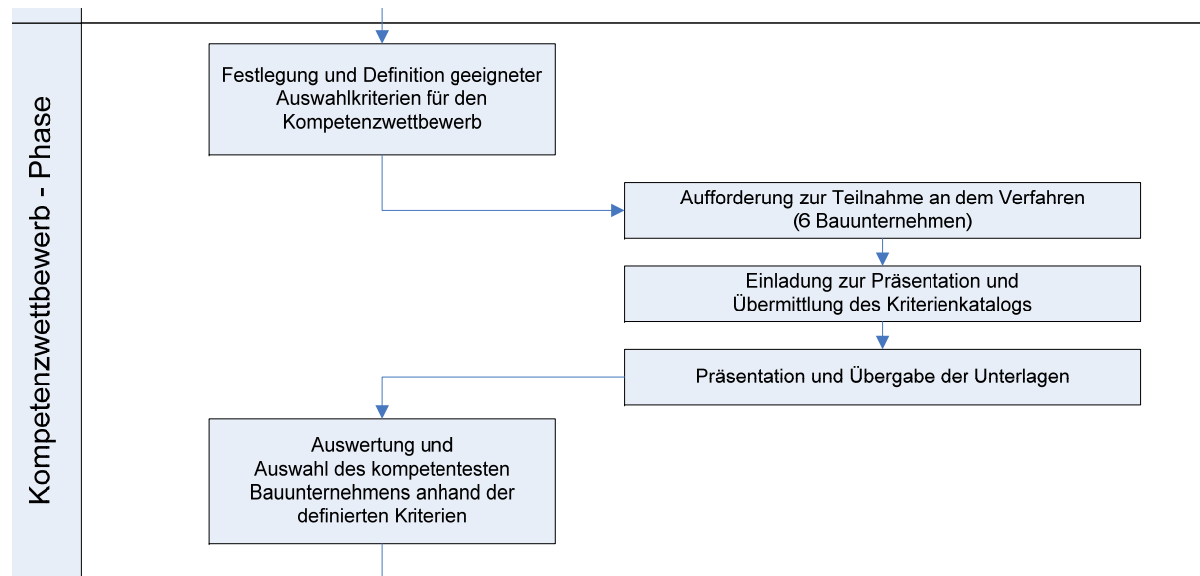 Kompetenzwettbewerb - Phase
Festlegung und Definition geeigneter
Auswahlkriterien für den
Kompetenzwettbewerb
Aufforderung zur Teilnahme an dem Verfahren
(6 Bauunternehmen)
Einladung zur Präsentation und
Übermittlung des Kriterienkatalogs
Präsentation und Übergabe der Unterlagen
Auswertung und
Auswahl des kompetentesten
Bauunternehmens anhand der
definierten Kriterien